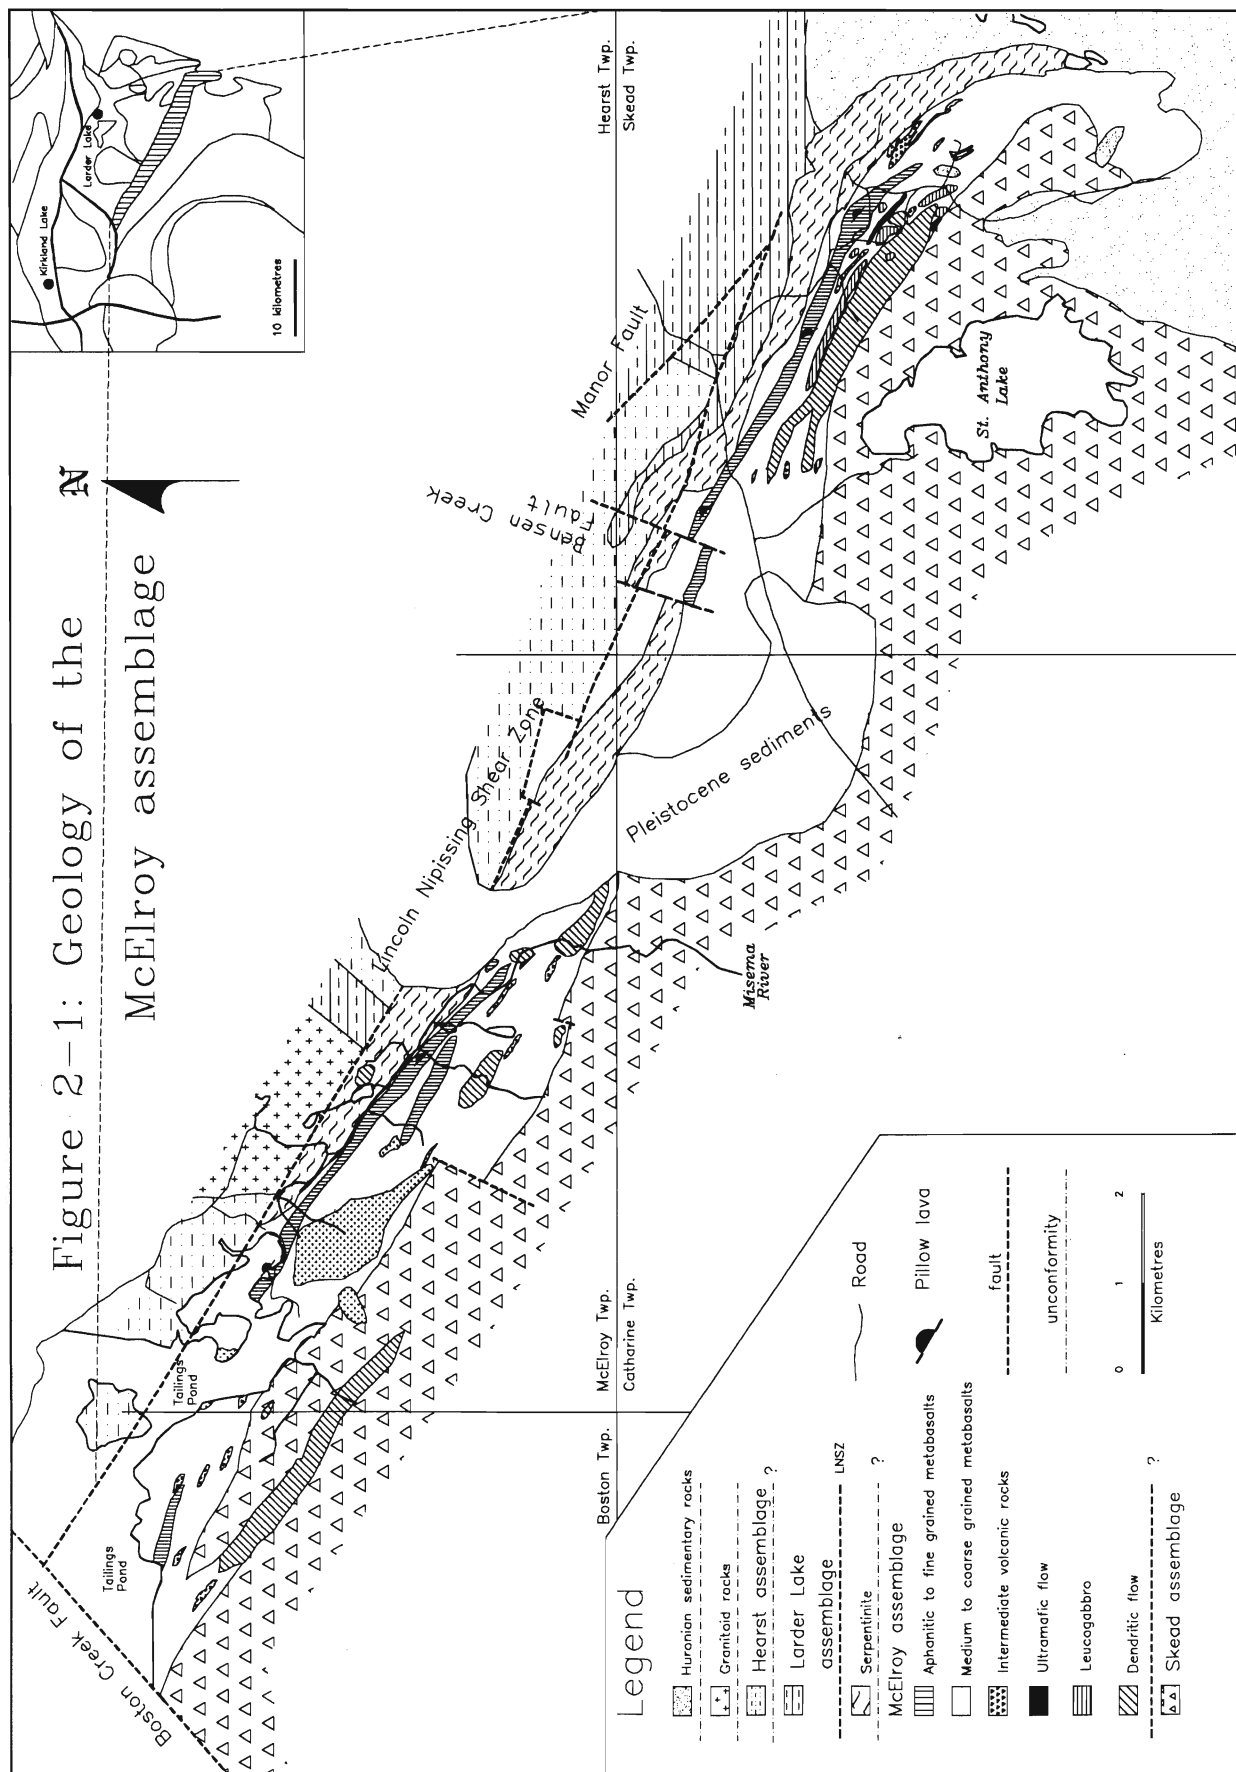 Figure 2-1: Geology of the
McElroy assemblage
N
Kirkland Lake
Larder Lake
10 kilometres
Hearst Twp.
Skead Twp.
Manor Fault
Bensen Creek
Fault
Lincoln Nipissing Shear Zone
Pleistocene sediments
St. Anthony
Lake
Misema
River
Tailings
Pond
Tailings
Pond
Boston Creek Fault
McElroy Twp.
Catharine Twp.
Boston Twp.
Legend
Huronian sedimentary rocks
Granitoid rocks
Hearst assemblage
?
Larder Lake
assemblage
LNSZ
Serpentinite
?
McElroy assemblage
Aphanitic to fine grained metabasalts
Medium to coarse grained metabasalts
Intermediate volcanic rocks
Ultramafic flow
Leucogabbro
Dendritic flow
?
Skead assemblage
Road
Pillow lava
fault
unconformity
0 1 2
Kilometres